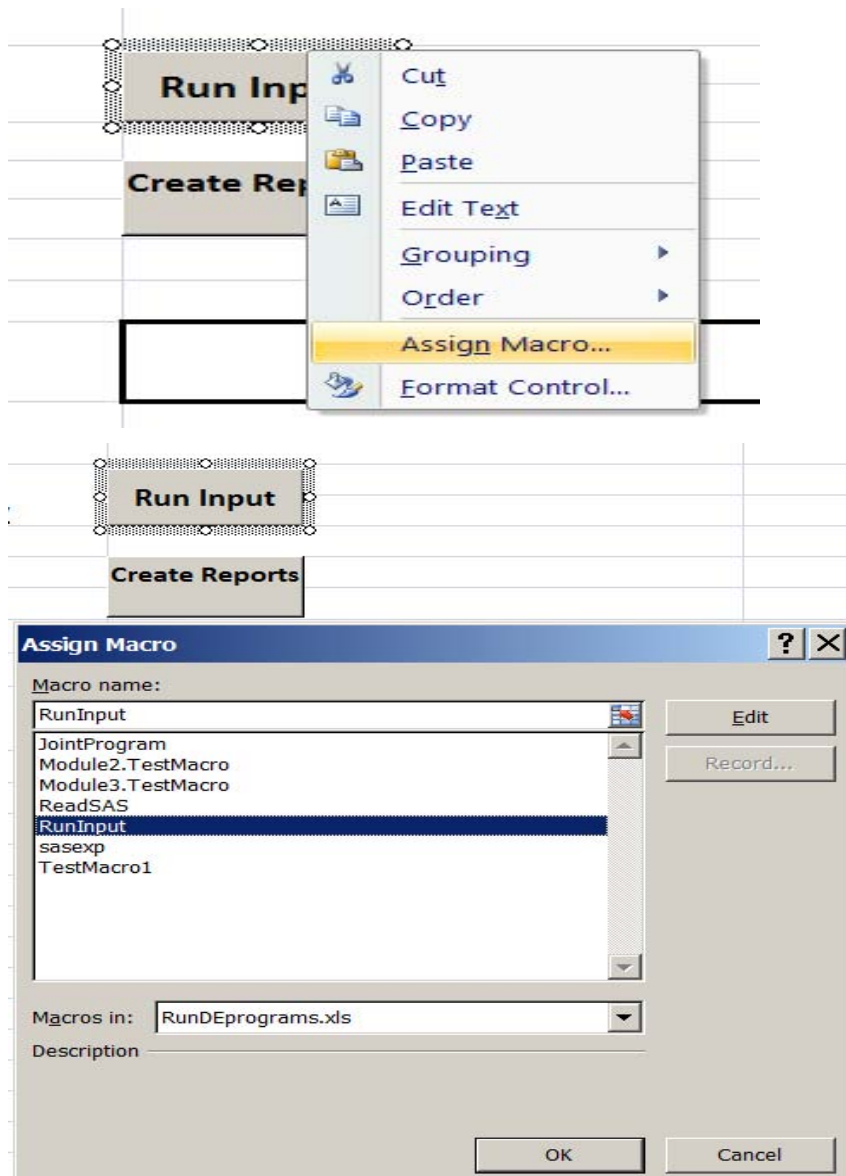 Run Inp
Cut
Copy
Paste
Create Rep
Edit Text
Grouping
Order
Assign Macro...
Format Control...
Run Input
Create Reports
Assign Macro
?
Macro name:
RunInput
Edit
JointProgram
Record...
Module2.TestMacro
Module3.TestMacro
ReadSAS
RunInput
sasexp
TestMacro1
Macros in: RunDEprograms.xls
Description
OK
Cancel